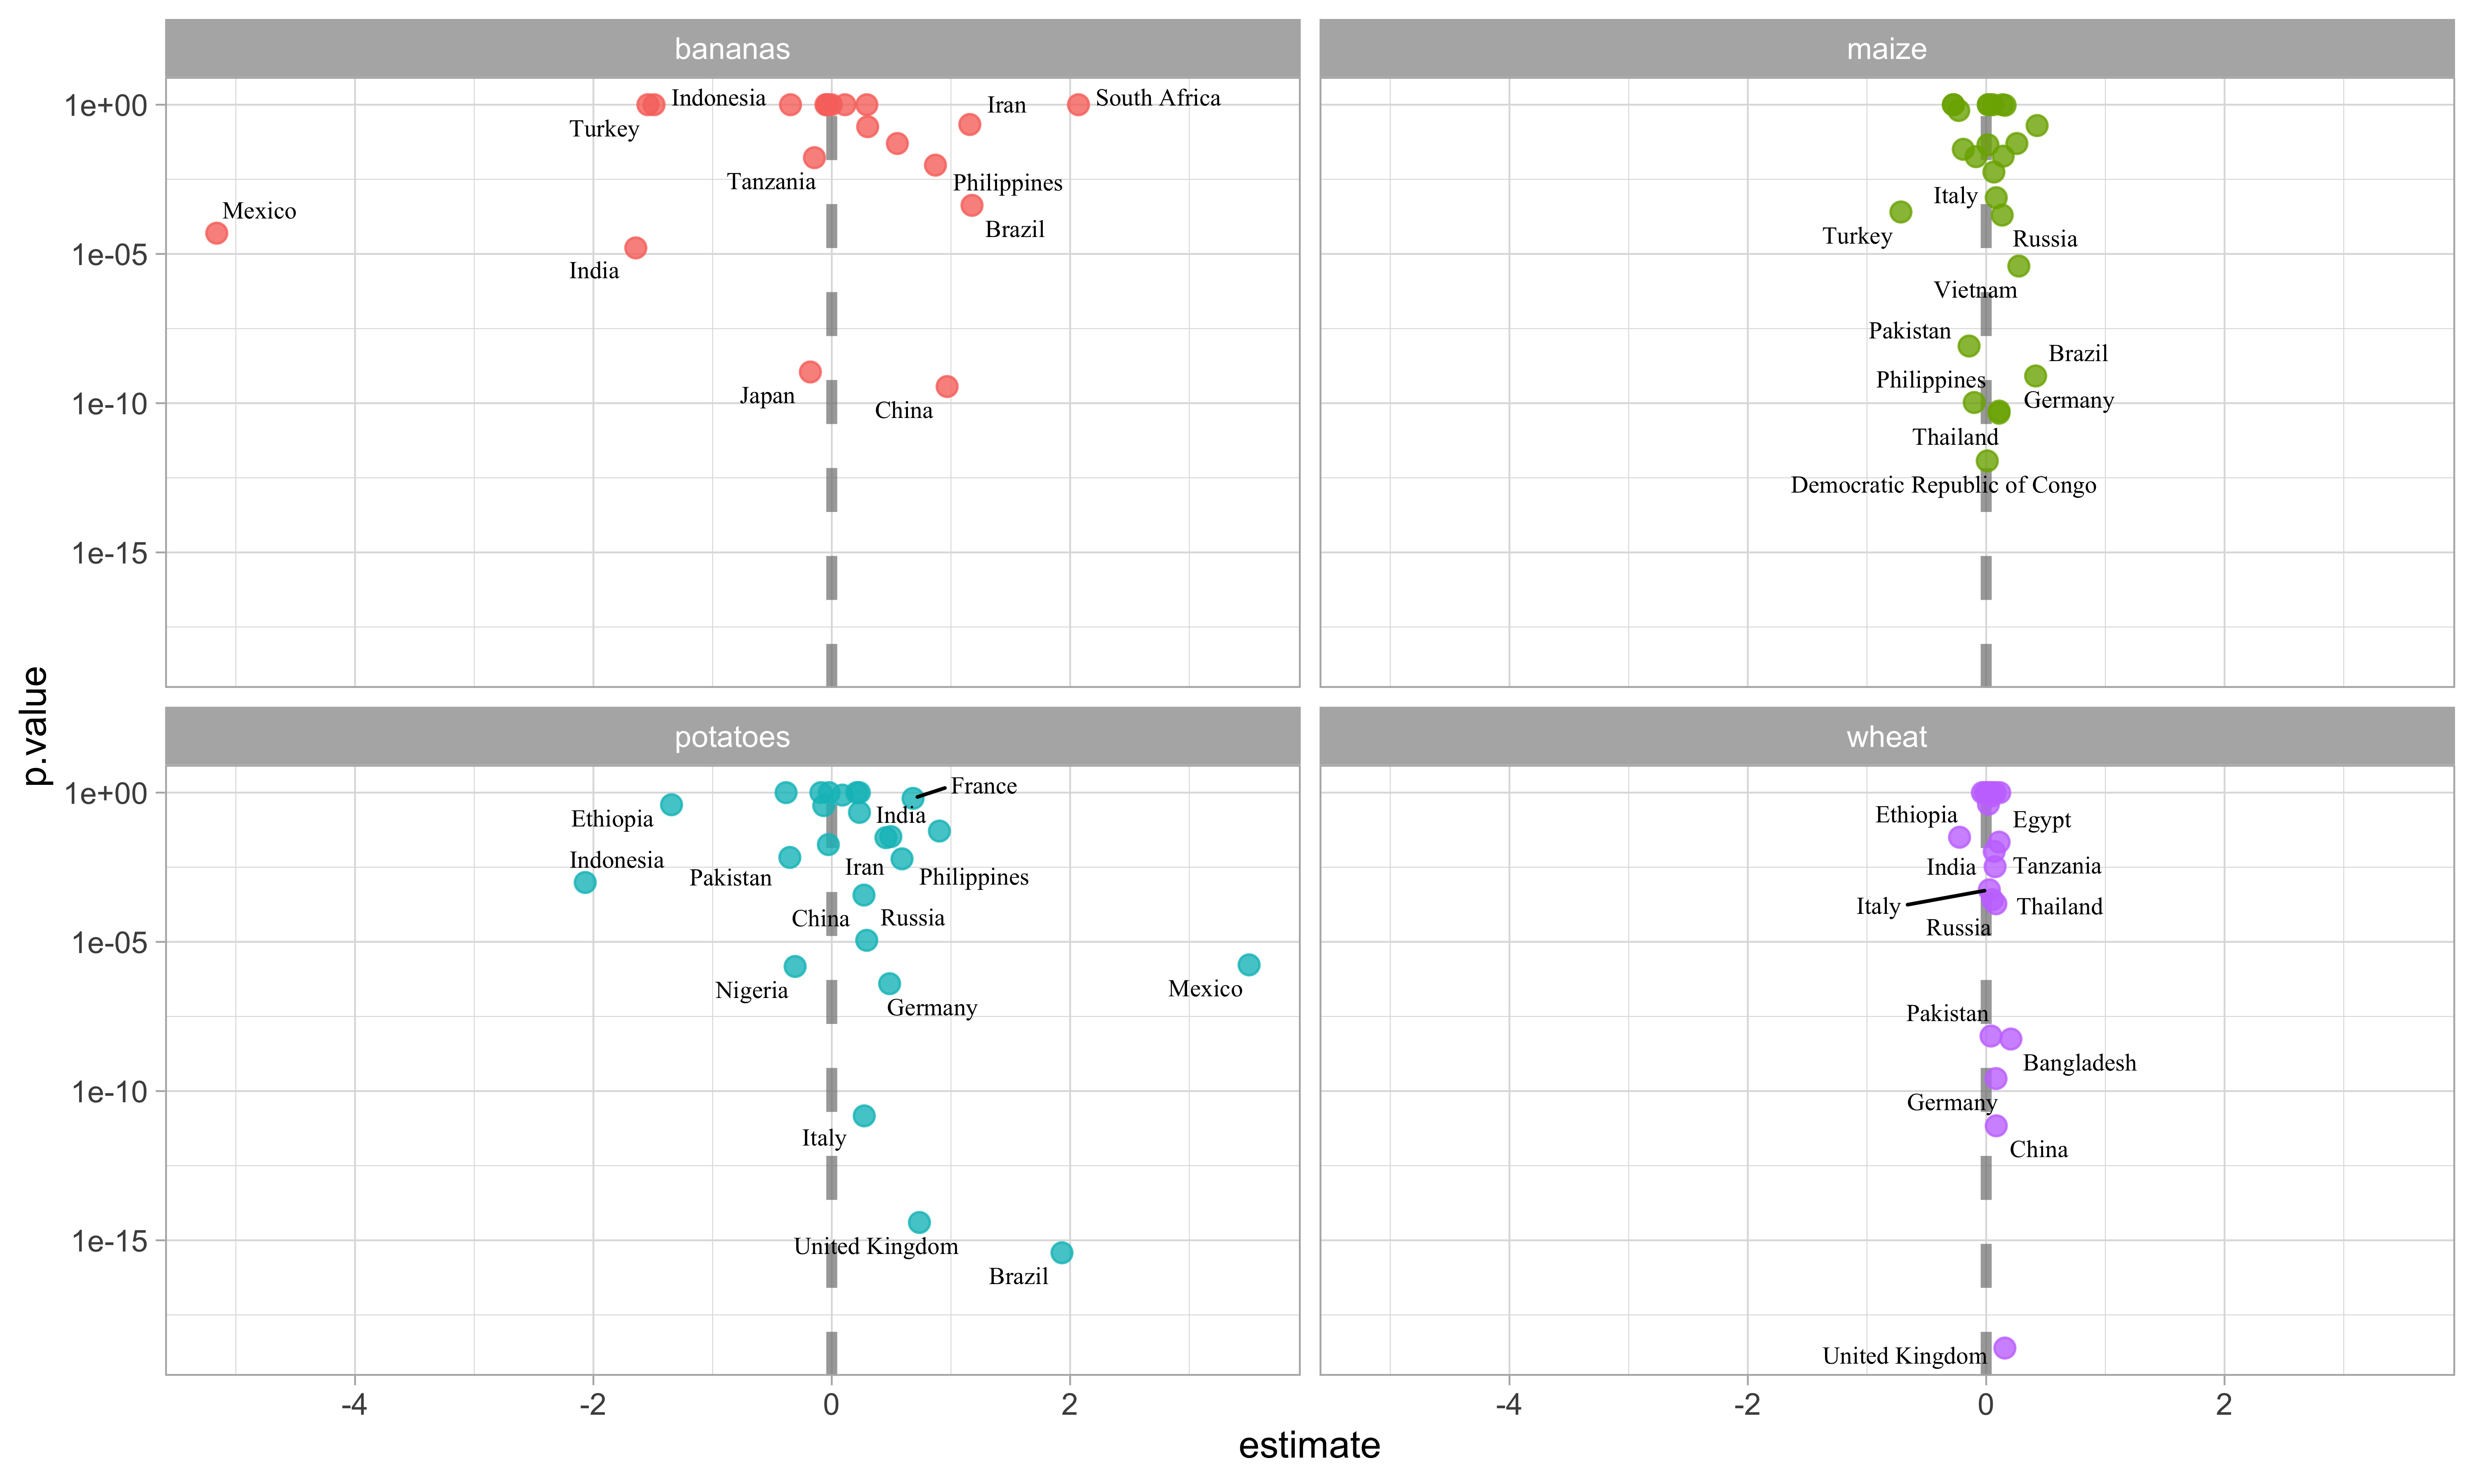 bananas
maize
1e+00
1e-05
1e-10
1e-15
Indonesia
Iran
South Africa
Turkey
Tanzania
Philippines
Mexico
Brazil
India
Japan
China
Italy
Turkey
Russia
Vietnam
Pakistan
Brazil
Philippines
Germany
Thailand
Democratic Republic of Congo
p.value
potatoes
wheat
1e+00
1e-05
1e-10
1e-15
France
Ethiopia
India
Indonesia
Iran
Pakistan
Philippines
China
Russia
Nigeria
Germany
Mexico
Italy
United Kingdom
Brazil
Ethiopia
Egypt
India
Tanzania
Italy
Thailand
Russia
Pakistan
Bangladesh
Germany
China
United Kingdom
-4
-2
0
2
-4
-2
0
2
estimate